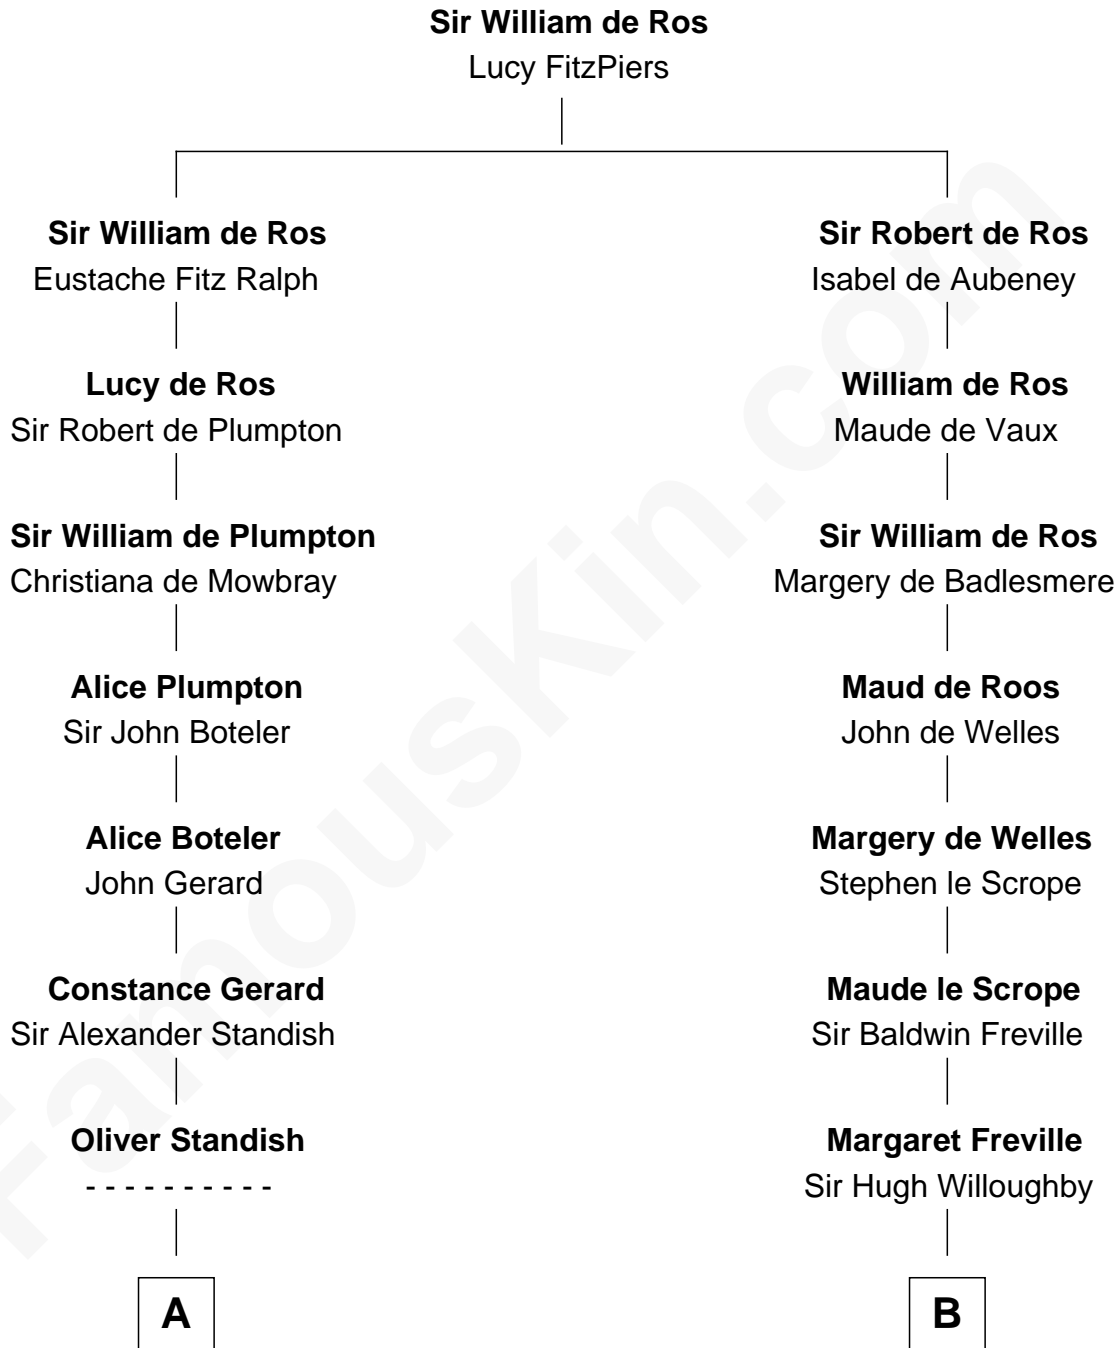 Sir William de Ros
Lucy FitzPiers
Sir William de Ros
Eustache Fitz Ralph
Lucy de Ros
Sir Robert de Plumpton
Sir William de Plumpton
Christiana de Mowbray
Alice Plumpton
Sir John Boteler
Alice Boteler
John Gerard
Constance Gerard
Sir Alexander Standish
Oliver Standish
- - - - - - - - - -
A
Sir Robert de Ros
Isabel de Aubeney
William de Ros
Maude de Vaux
Sir William de Ros
Margery de Badlesmere
Maud de Roos
John de Welles
Margery de Welles
Stephen le Scrope
Maude le Scrope
Sir Baldwin Freville
Margaret Freville
Sir Hugh Willoughby
B
FamousKin.com